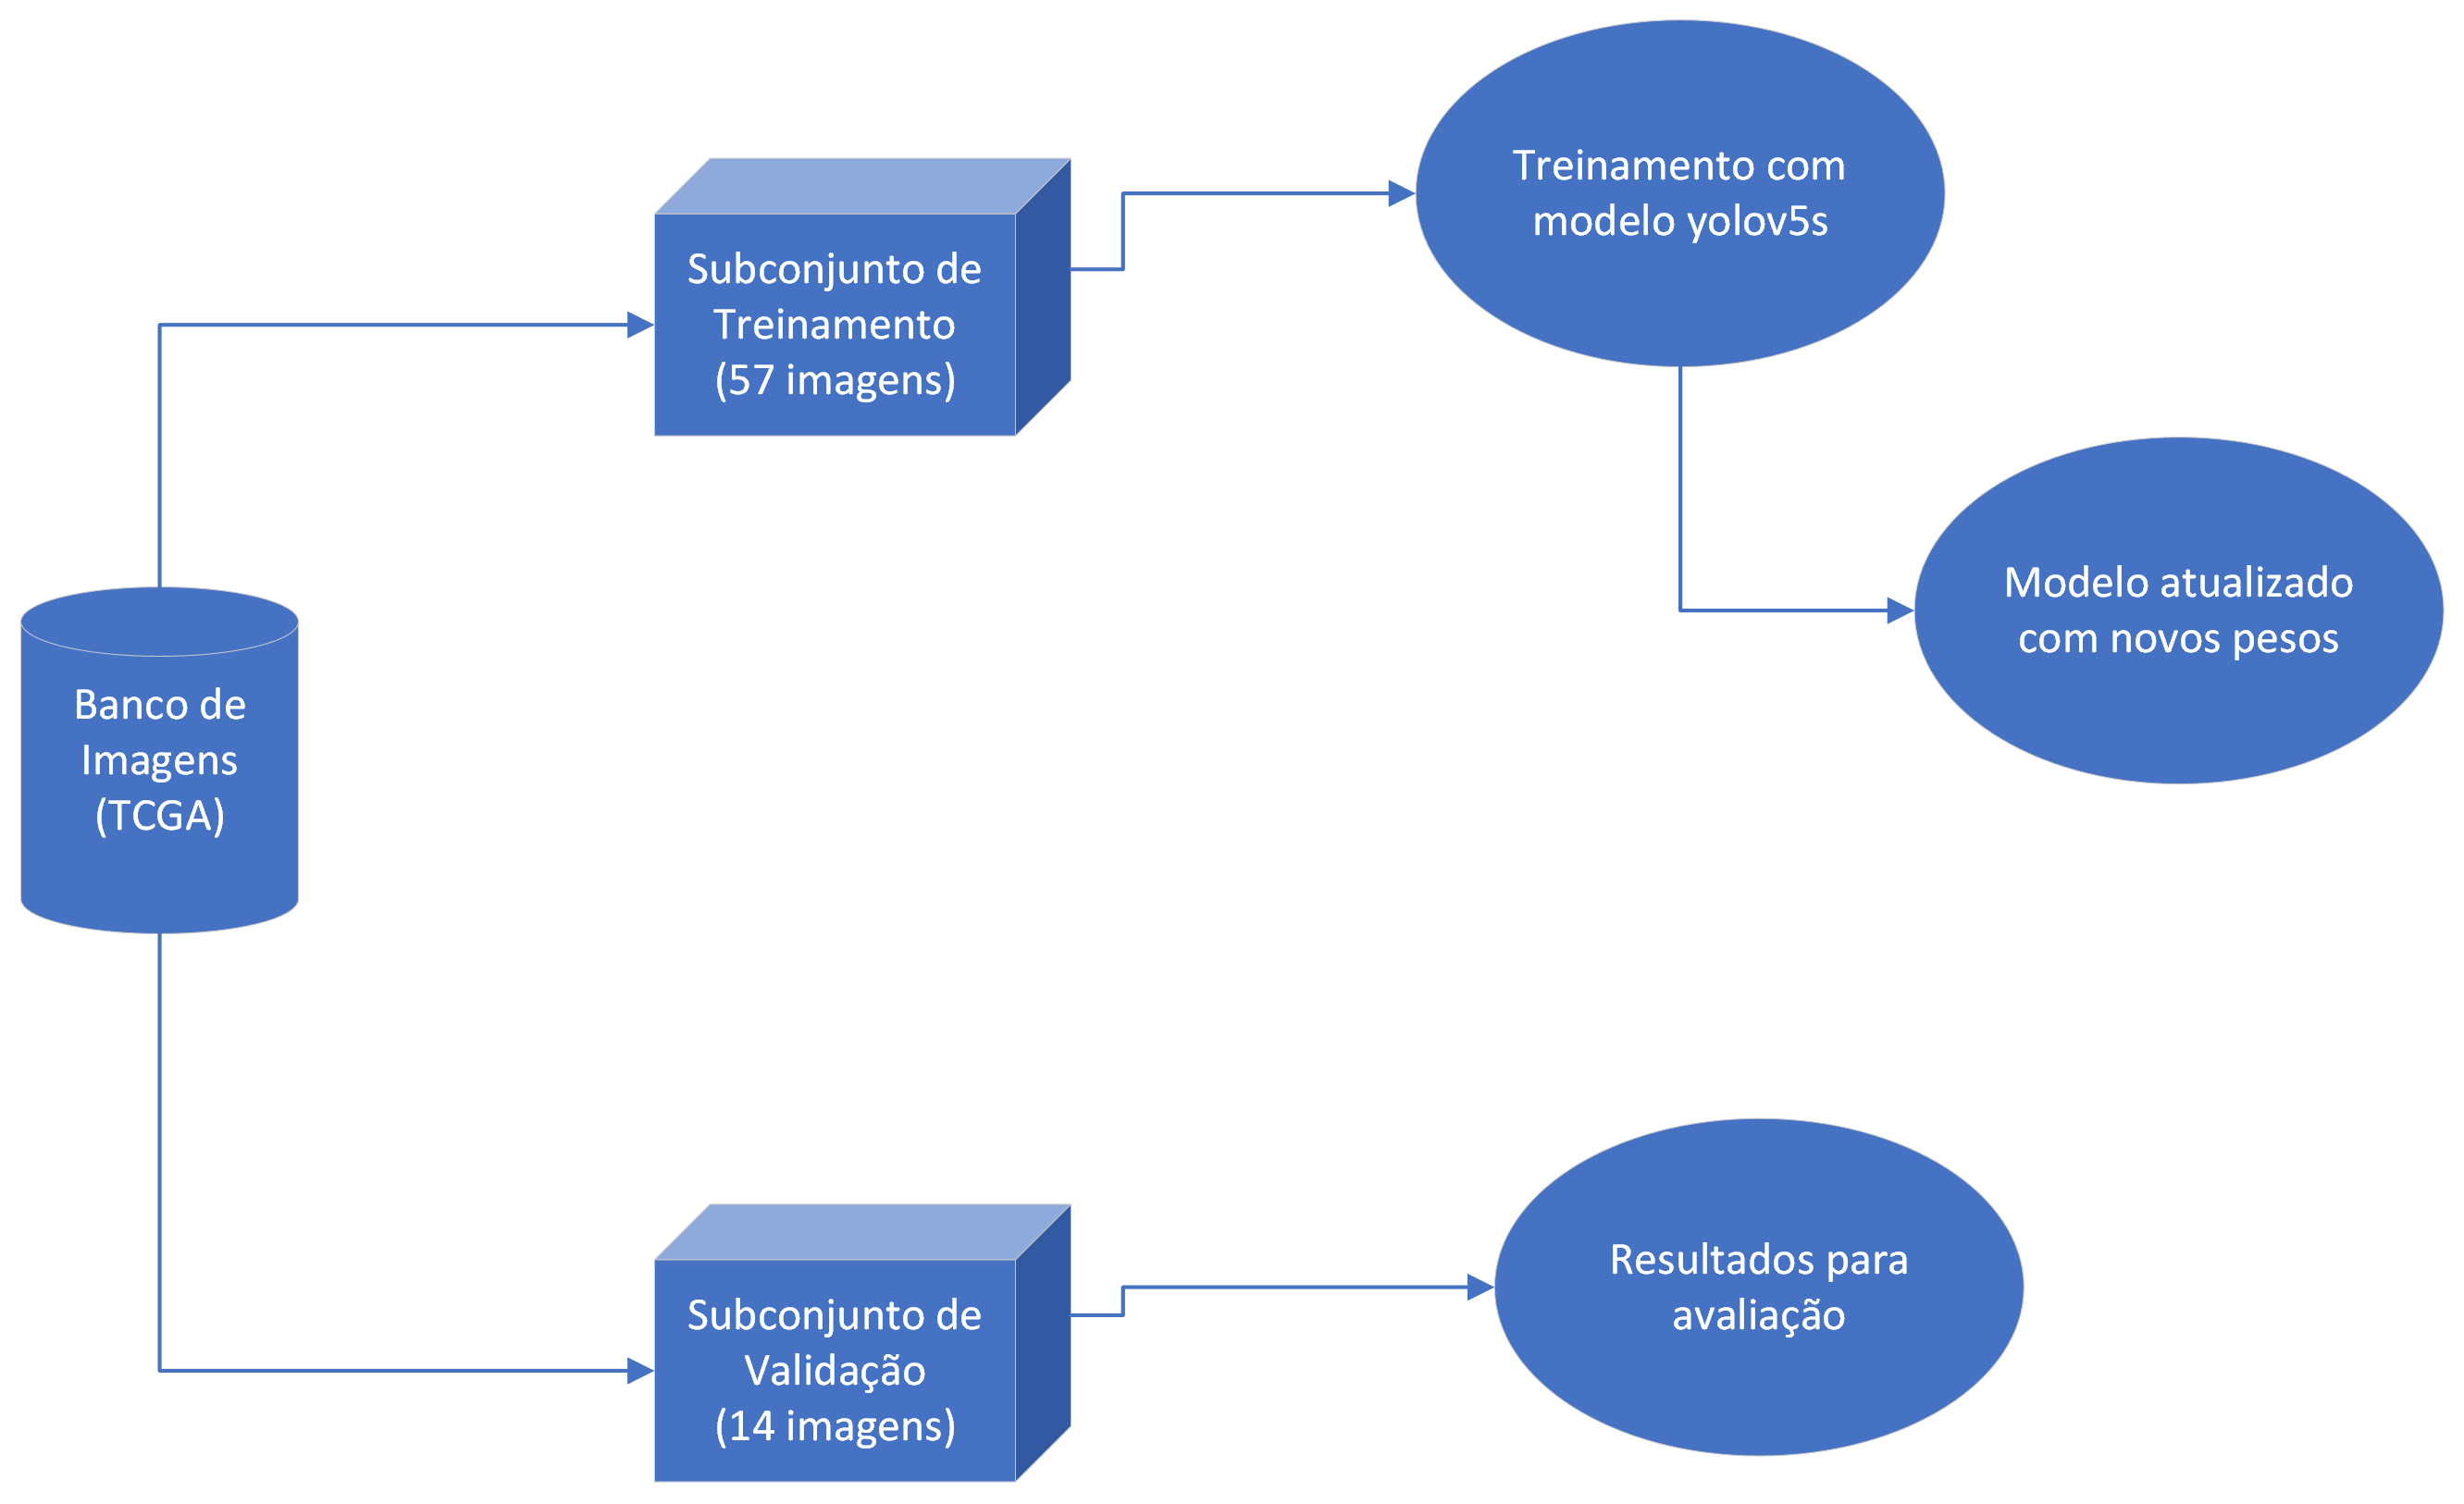 Treinamento com
modelo yolov5s
Subconjunto de
Treinamento
(57 imagens)
Modelo atualizado
com novos pesos
Banco de
Imagens
(TCGA)
Resultados para
avaliação
Subconjunto de
Validação
(14 imagens)